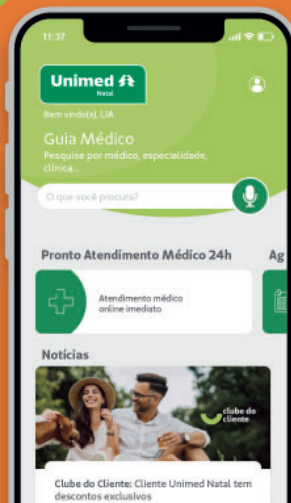 11:37
Unimed
Natal
Bem vindo(a), LIA
Guia Médico
Pesquise por médico, especialidade,
clínica...
O que você procura?
Pronto Atendimento Médico 24h
Ag
Atendimento médico
online imediato
Notícias
clube do
cliente
Clube do Cliente: Cliente Unimed Natal tem
descontos exclusivos